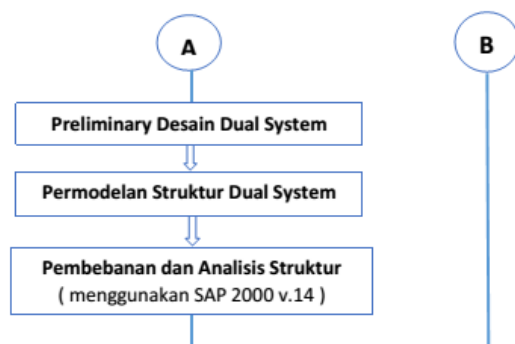 A
B
Preliminary Desain Dual System
Permodelan Struktur Dual System
Pembebanan dan Analisis Struktur
( menggunakan SAP 2000 v.14 )